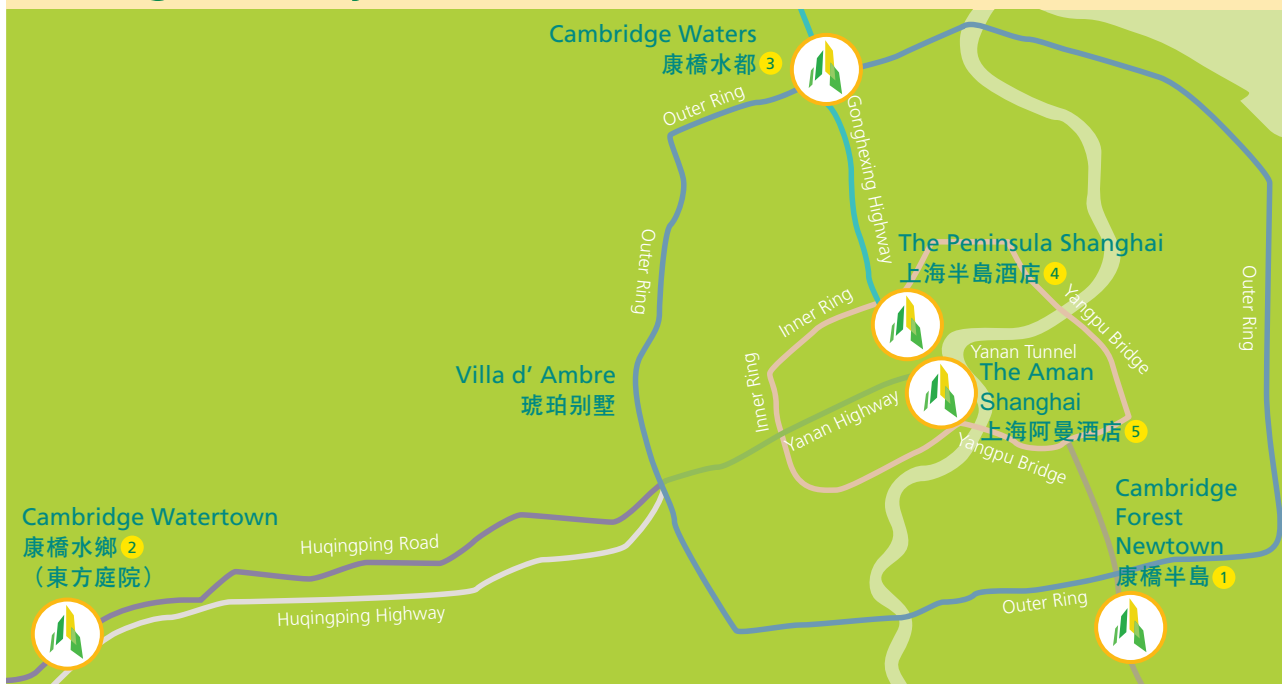 Cambridge Waters
康橋水都 3
Outer Ring
Gonghexing Highway
Outer Ring
The Peninsula Shanghai
上海半島酒店 4
Outer Ring
Inner Ring
Yangpu Bridge
Yanan Tunnel
Villa d’ Ambre
琥珀别墅
Inner Ring
Yanan Highway
The Aman
Shanghai
上海阿曼酒店 5
Yangpu Bridge
Cambridge
Forest
Newtown
康橋半島 1
Cambridge Watertown
康橋水鄉 2
（東方庭院）
Huqingping Road
Huqingping Highway
Outer Ring